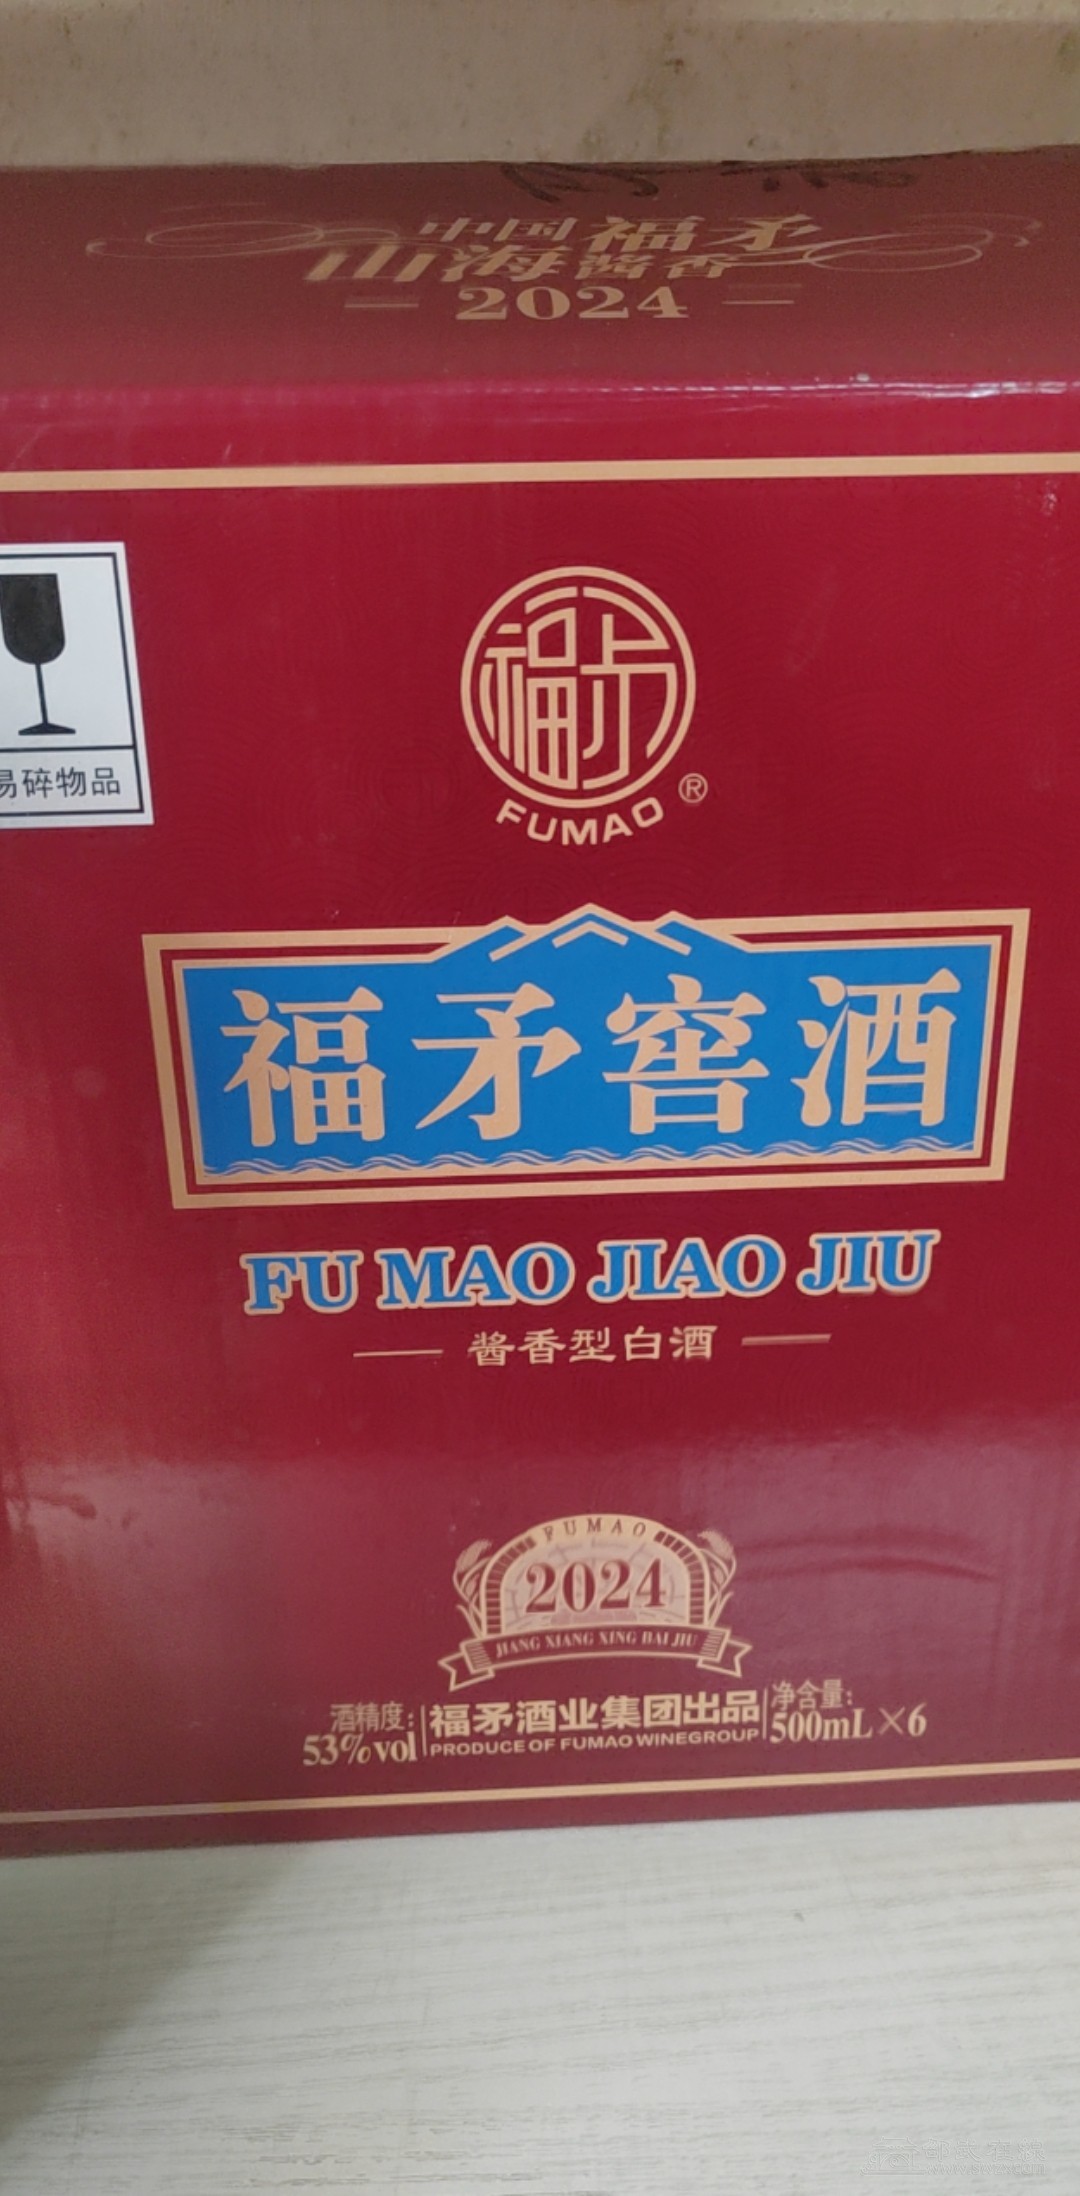 中国福矛
山海酱香
2024
易碎物品
福矛
FUMAO®
福矛窖酒
FU MAO JIAO JIU
酱香型白酒
FUMAO
2024
JIANG XIANG XING BAI JIU
酒精度:
53%vol
福矛酒业集团出品
PRODUCE OF FUMAO WINEGROUP
净含量:
500mL×6